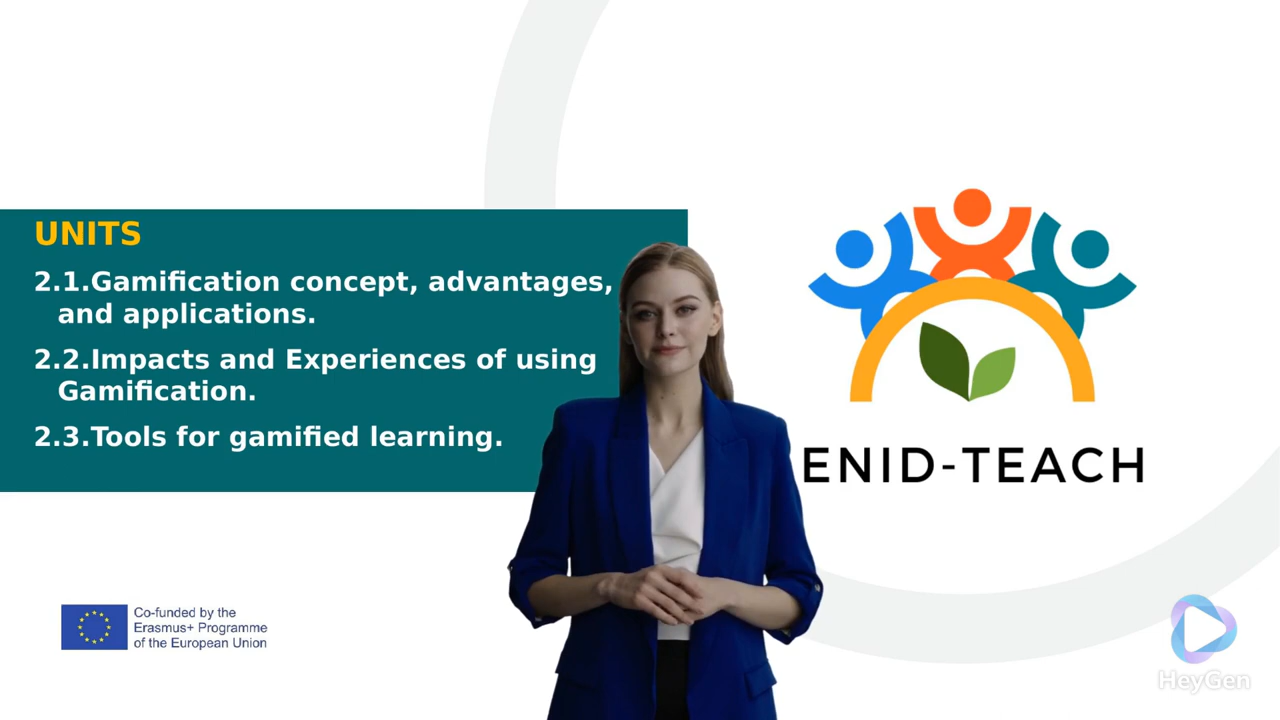 UNITS
2.1.Gamification concept, advantages,
and applications.
2.2.Impacts and Experiences of using
Gamification.
2.3.Tools for gamified learning.
ENID-TEACH
Co-funded by the
Erasmus+ Programme
of the European Union
HeyGen